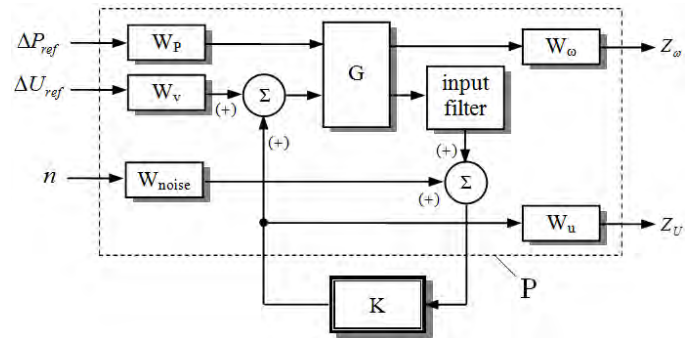 ΔP_ref
W_P
G
W_ω
Z_ω
ΔU_ref
W_v
(+)
Σ
(+)
input
filter
(+)
n
W_noise
(+)
Σ
W_u
Z_U
P
K